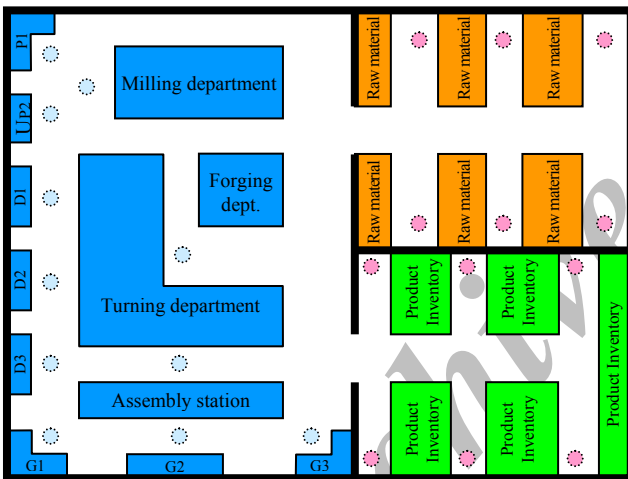 P1
UP2
D1
D2
D3
G1
G2
G3
Milling department
Forging
dept.
Turning department
Assembly station
Raw material
Raw material
Raw material
Raw material
Raw material
Raw material
Product
Inventory
Product
Inventory
Product
Inventory
Product
Inventory
Product Inventory